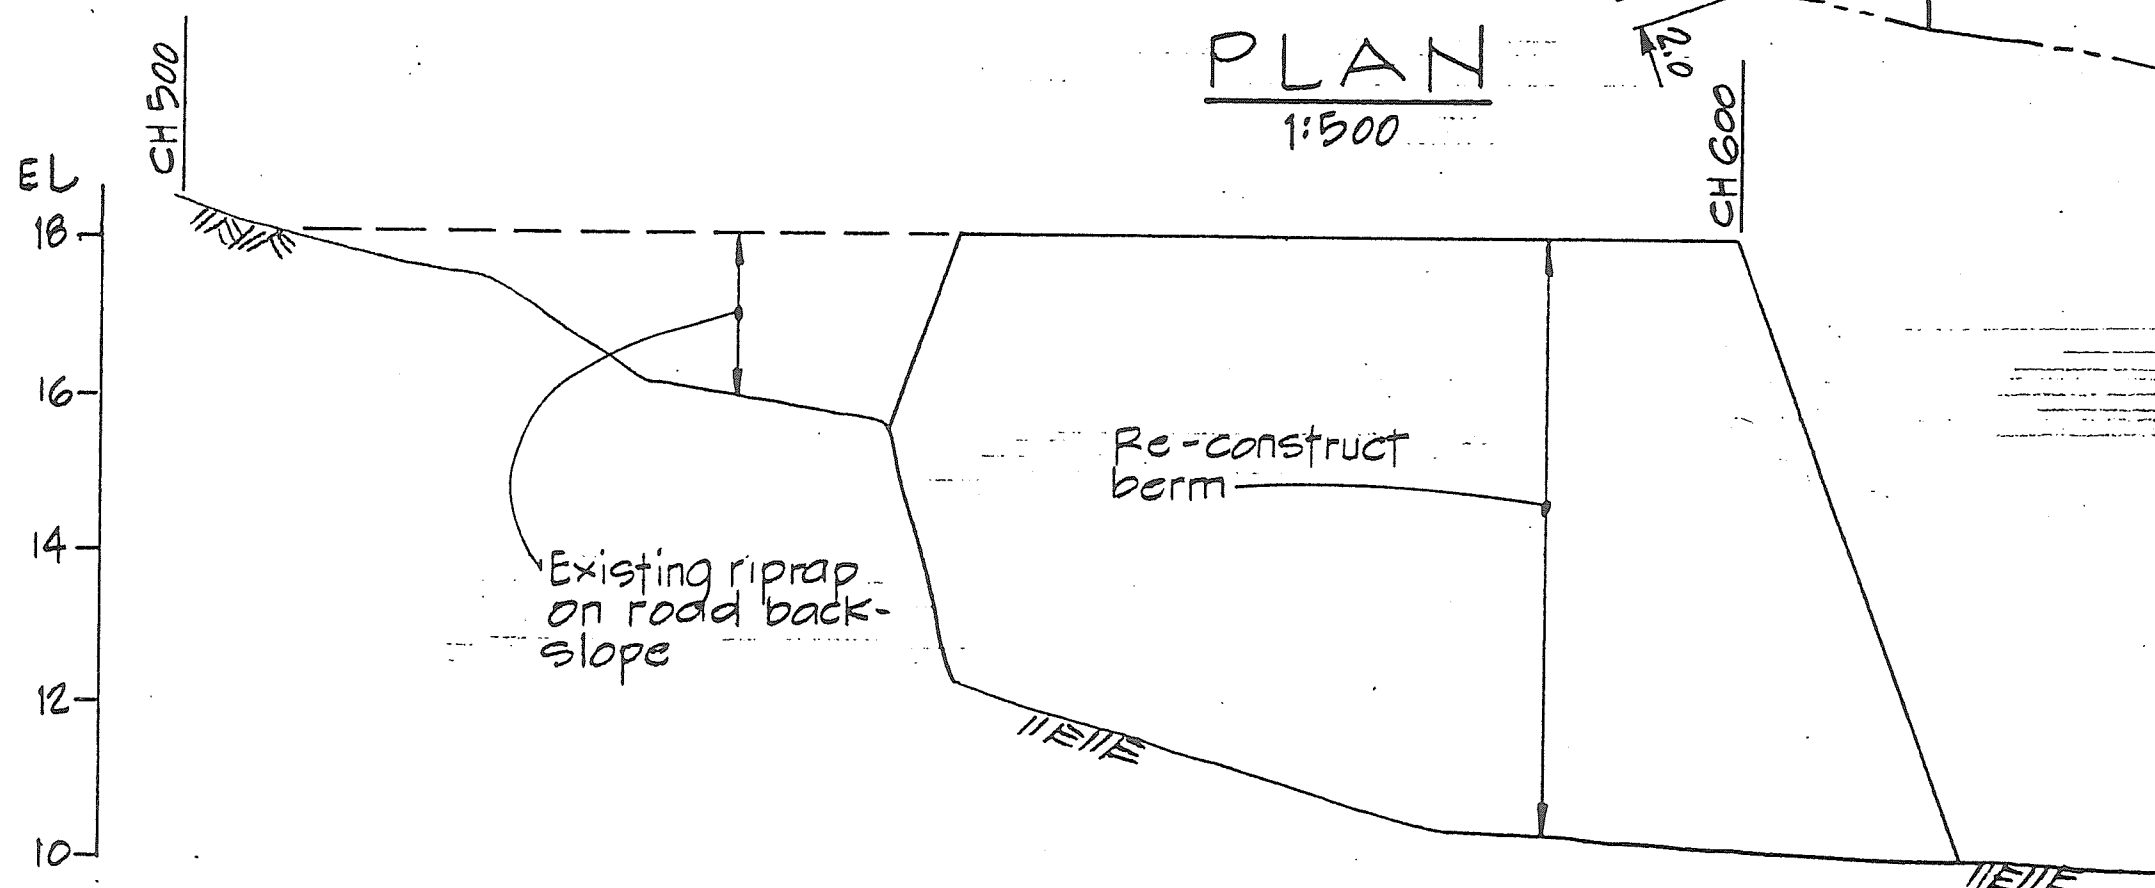 PLAN
1:500
2.0
CH 500
CH 600
EL
18
16
14
12
10
Re-construct
berm
Existing riprap
on road back-
slope